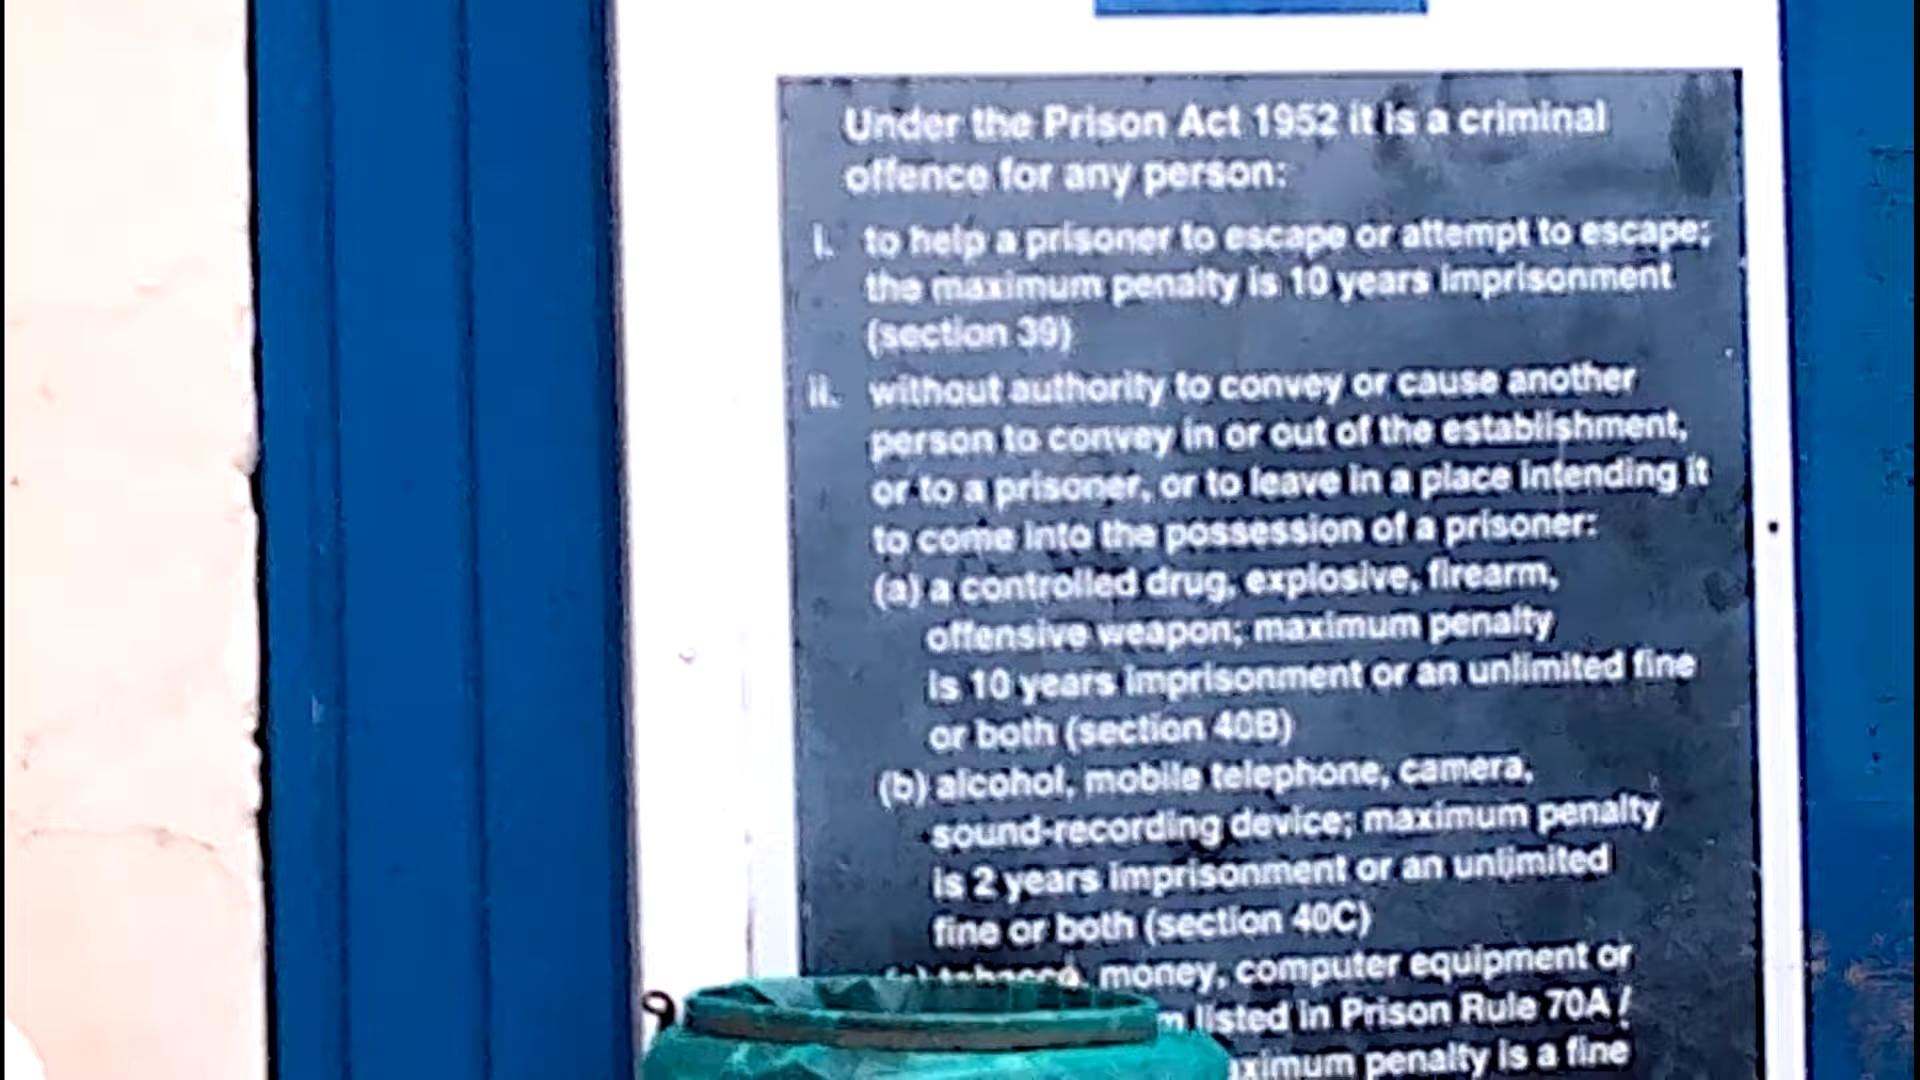 Under the Prison Act 1952 it is a criminal
offence for any person:
i. to help a prisoner to escape or attempt to escape;
the maximum penalty is 10 years imprisonment
(section 39)
ii. without authority to convey or cause another
person to convey in or out of the establishment,
or to a prisoner, or to leave in a place intending it
to come into the possession of a prisoner:
(a) a controlled drug, explosive, firearm,
offensive weapon; maximum penalty
is 10 years imprisonment or an unlimited fine
or both (section 40B)
(b) alcohol, mobile telephone, camera,
sound-recording device; maximum penalty
is 2 years imprisonment or an unlimited
fine or both (section 40C)
(c) tobacco, money, computer equipment or
listed in Prison Rule 70A /
penalty is a fine